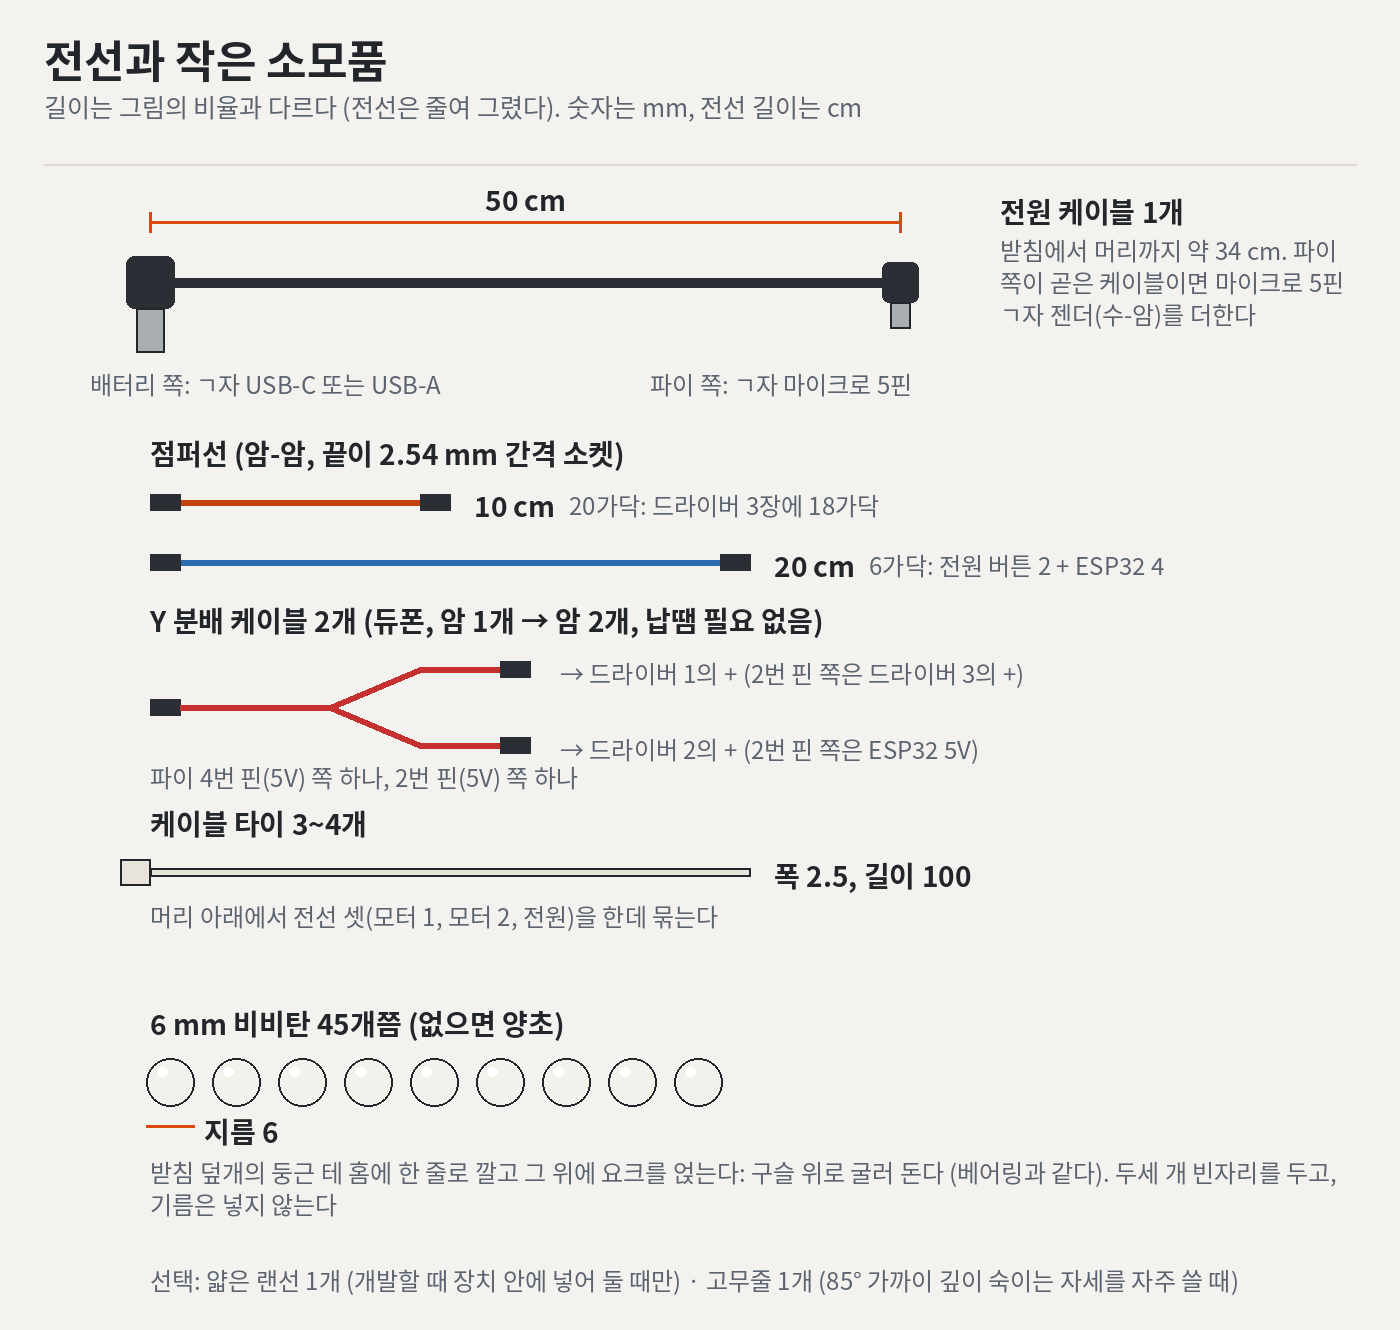 전선과 작은 소모품
길이는 그림의 비율과 다르다 (전선은 줄여 그렸다). 숫자는 mm, 전선 길이는 cm
50 cm
전원 케이블 1개
받침에서 머리까지 약 34 cm. 파이
쪽이 곧은 케이블이면 마이크로 5핀
ㄱ자 젠더(수-암)를 더한다
배터리 쪽: ㄱ자 USB-C 또는 USB-A
파이 쪽: ㄱ자 마이크로 5핀
점퍼선 (암-암, 끝이 2.54 mm 간격 소켓)
10 cm 20가닥: 드라이버 3장에 18가닥
20 cm 6가닥: 전원 버튼 2 + ESP32 4
Y 분배 케이블 2개 (듀폰, 암 1개 → 암 2개, 납땜 필요 없음)
→ 드라이버 1의 + (2번 핀 쪽은 드라이버 3의 +)
→ 드라이버 2의 + (2번 핀 쪽은 ESP32 5V)
파이 4번 핀(5V) 쪽 하나, 2번 핀(5V) 쪽 하나
케이블 타이 3~4개
폭 2.5, 길이 100
머리 아래에서 전선 셋(모터 1, 모터 2, 전원)을 한데 묶는다
6 mm 비비탄 45개쯤 (없으면 양초)
지름 6
받침 덮개의 둥근 테 홈에 한 줄로 깔고 그 위에 요크를 얹는다: 구슬 위로 굴러 돈다 (베어링과 같다). 두세 개 빈자리를 두고,
기름은 넣지 않는다
선택: 얇은 랜선 1개 (개발할 때 장치 안에 넣어 둘 때만) · 고무줄 1개 (85° 가까이 깊이 숙이는 자세를 자주 쓸 때)